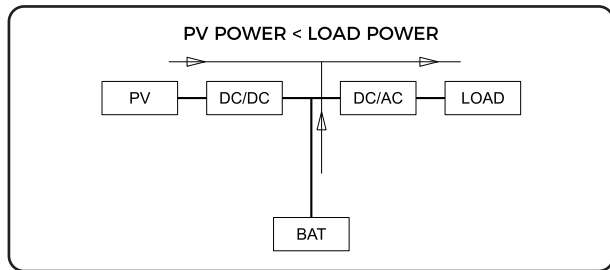 PV POWER < LOAD POWER
PV DC/DC DC/AC LOAD
BAT